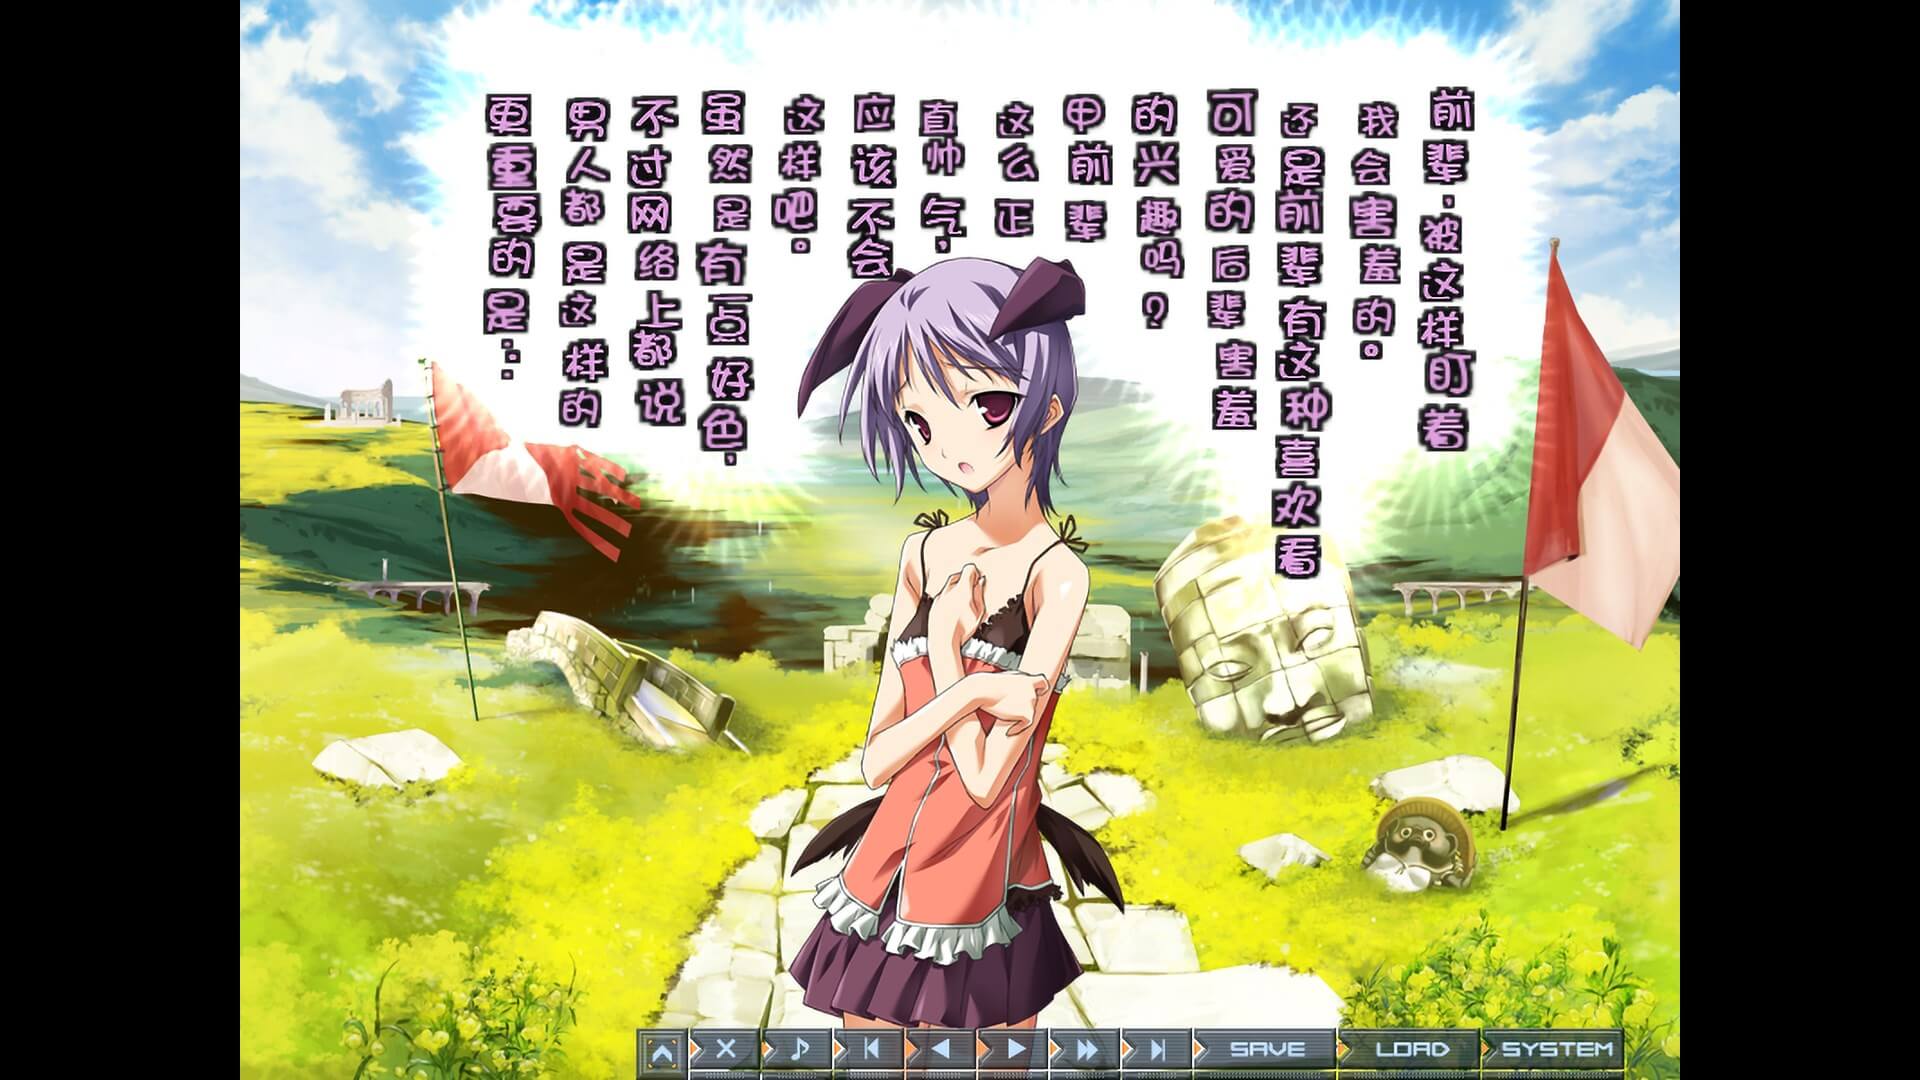 前辈，被这样盯着
我会害羞的。
还是前辈有这种喜欢看
可爱的后辈害羞
的兴趣吗？
甲前辈
这么正
直帅气，
应该不会
这样吧。
虽然是有点好色，
不过网络上都说
男人都是这样的
更重要的是…
SAVE
LOAD
SYSTEM